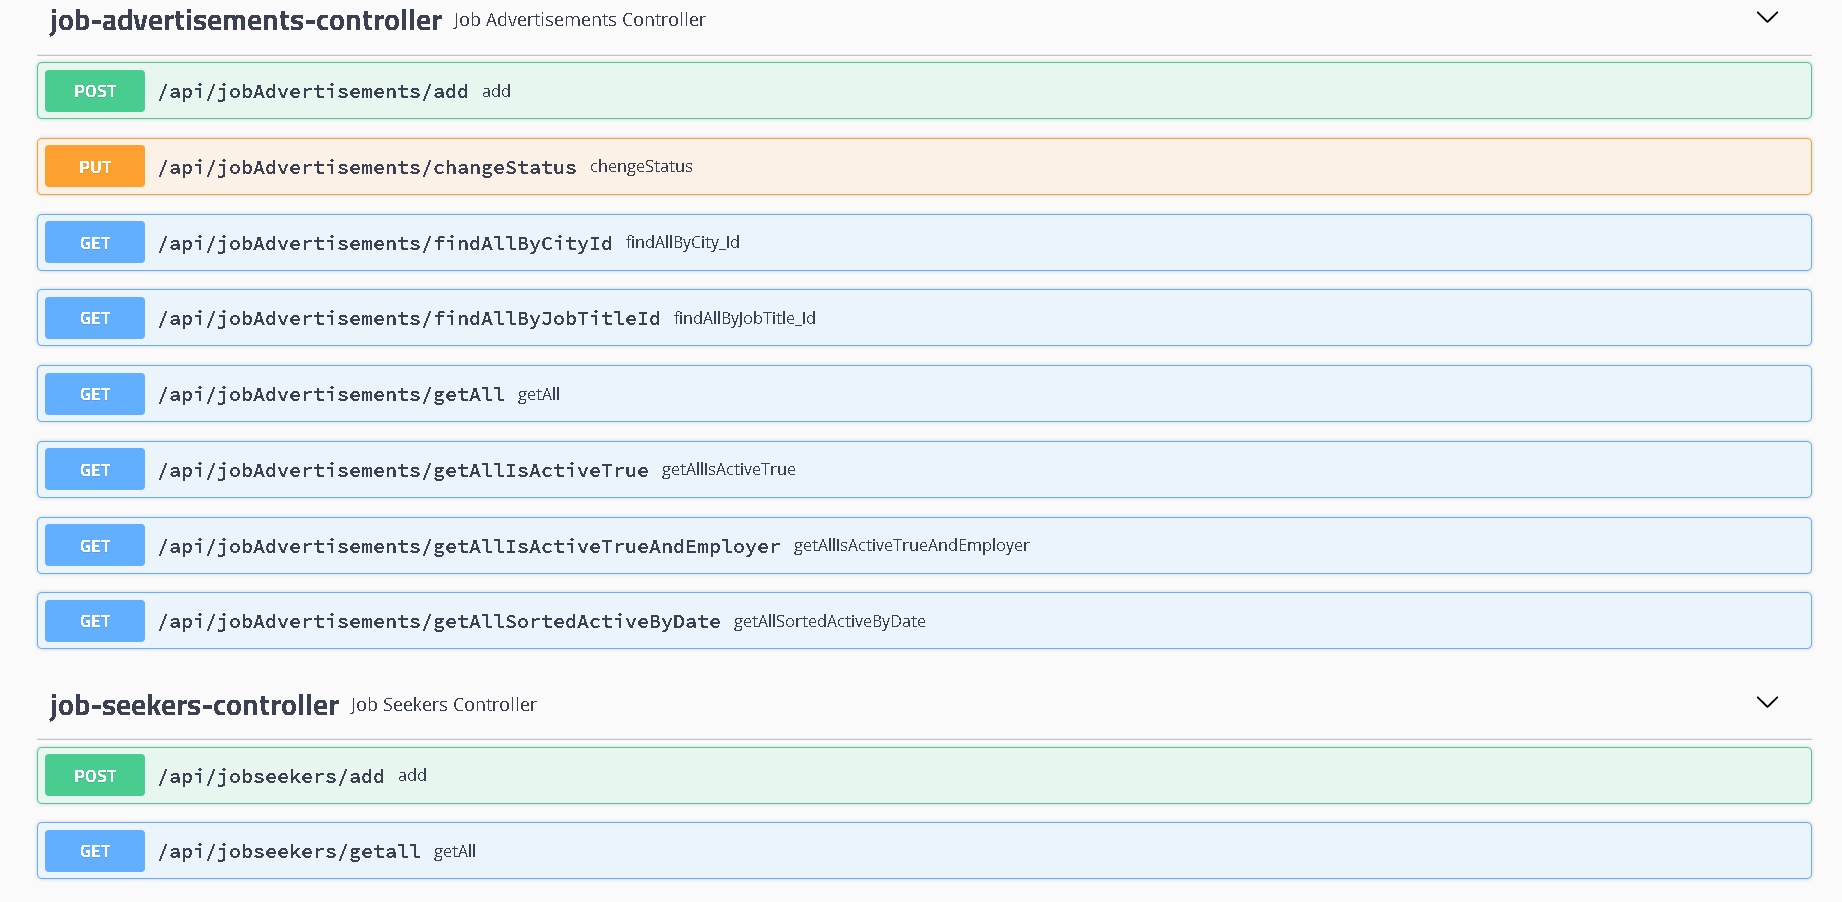 job-advertisements-controller Job Advertisements Controller
POST /api/jobAdvertisements/add add
PUT /api/jobAdvertisements/changeStatus chengeStatus
GET /api/jobAdvertisements/findAllByCityId findAllByCity_Id
GET /api/jobAdvertisements/findAllByJobTitleId findAllByJobTitle_Id
GET /api/jobAdvertisements/getAll getAll
GET /api/jobAdvertisements/getAllIsActiveTrue getAllIsActiveTrue
GET /api/jobAdvertisements/getAllIsActiveTrueAndEmployer getAllIsActiveTrueAndEmployer
GET /api/jobAdvertisements/getAllSortedActiveByDate getAllSortedActiveByDate
job-seekers-controller Job Seekers Controller
POST /api/jobseekers/add add
GET /api/jobseekers/getall getAll